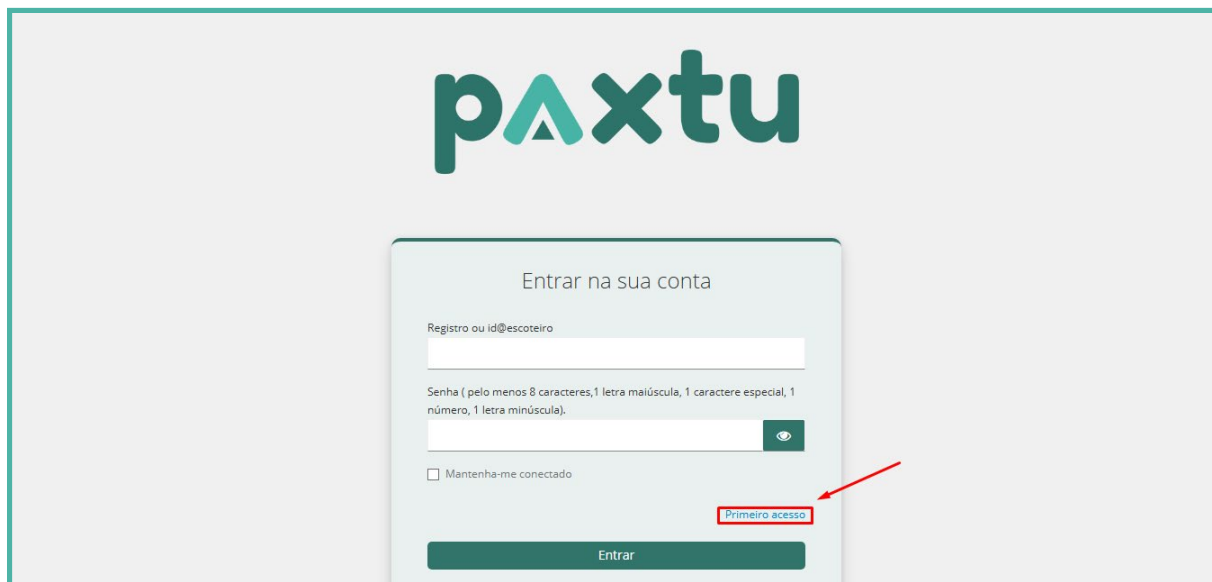 paxtu
Entrar na sua conta
Registro ou id@escoteiro
Senha ( pelo menos 8 caracteres,1 letra maiúscula, 1 caractere especial, 1
número, 1 letra minúscula).
Mantenha-me conectado
Primeiro acesso
Entrar